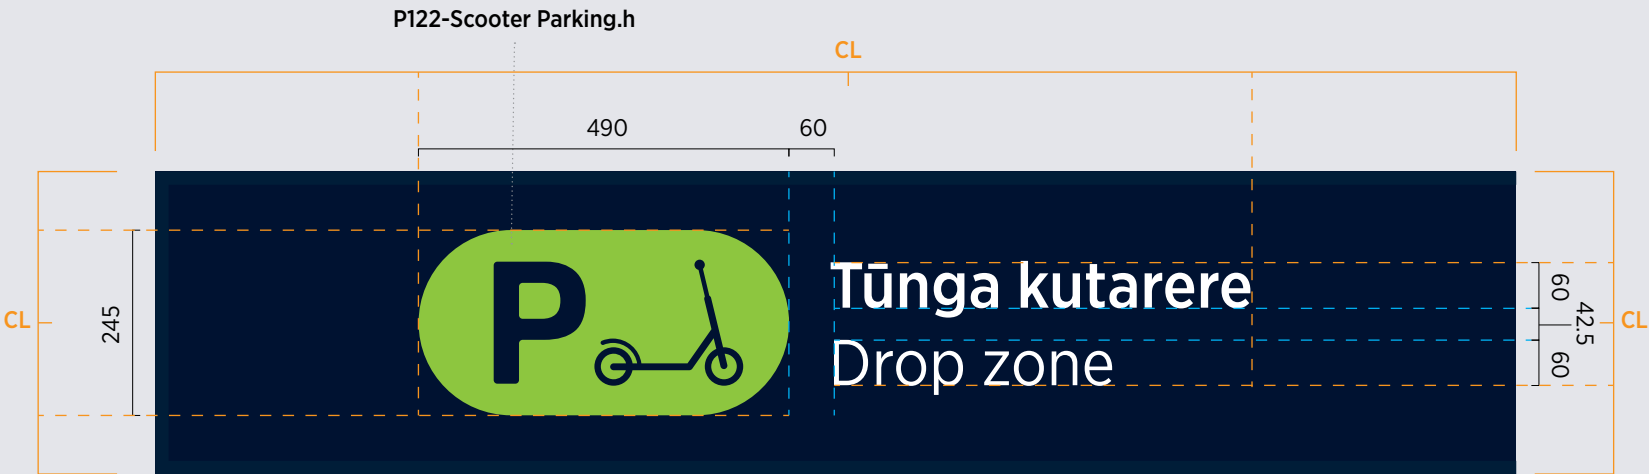 P122-Scooter Parking.h
CL
490
60
245
CL
P
Tūnga kutarere
Drop zone
60
42.5
60
CL